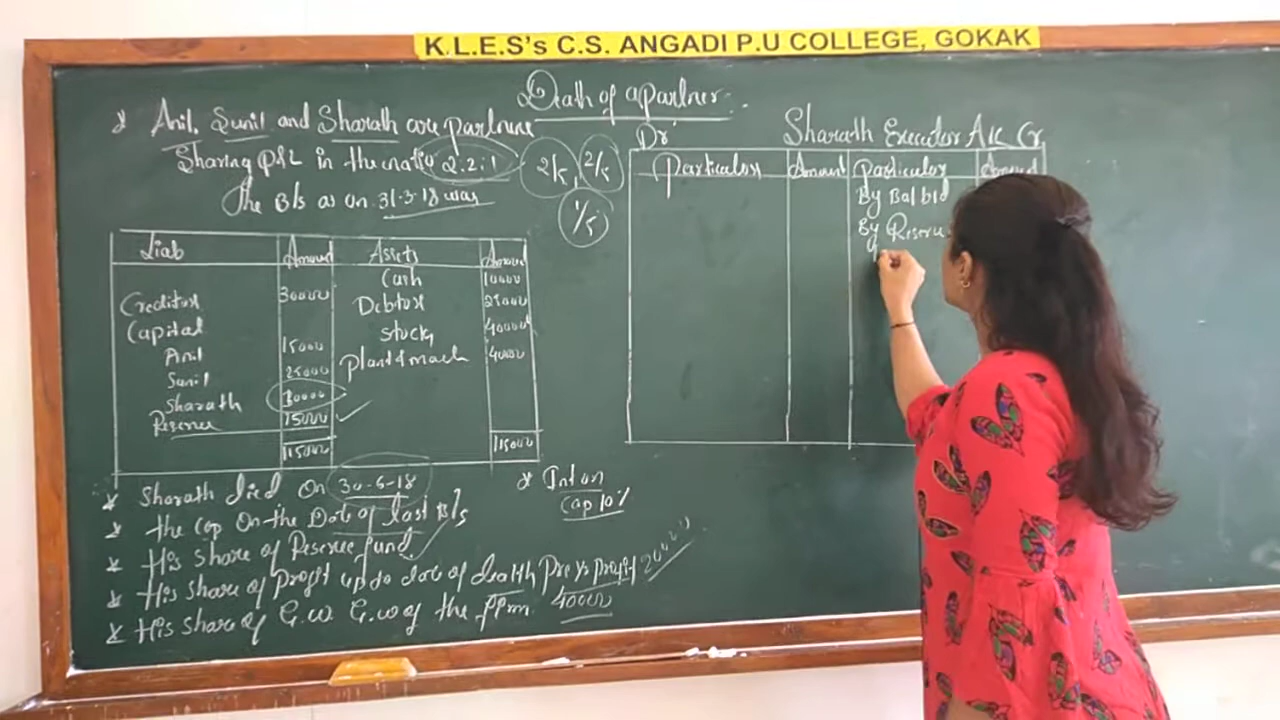 K.L.E.S's C.S. ANGADI P.U COLLEGE, GOKAK
Death of a Partner
* Anil, Sunil and Sharath are partners
Sharing P&L in the ratio 2:2:1
2/5, 2/5
1/5
The B/s as on 31-3-18 was
Liab Amount Assets Amount
Creditors 30000 Cash 10000
Capital Debtors 25000
Anil 15000 Stock 40000
Sunil 25000 Plant & mach 40000
Sharath 30000
Reserve 15000
115000 115000
* Sharath died on 30-6-18
* The cap on the Date of last B/s
* His share of Reserve fund
* His share of Profit up to date of death Pre Ys profit 20000
* His share of G.W. G.W of the firm 40000
* Int on
Cap 10%
Dr Sharath Executor A/c Cr
Particulars Amount Particulars Amount
By Bal b/d
By Reserve